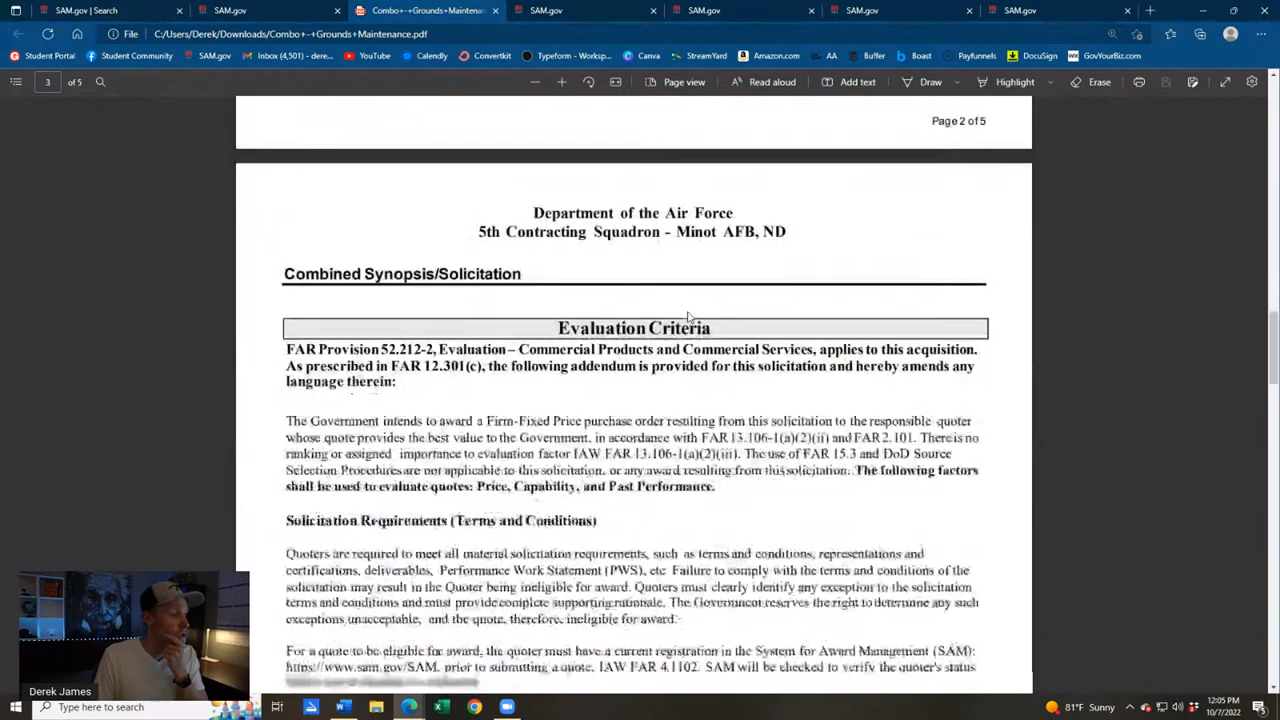 SAM.gov | Search
SAM.gov
Combo+-+Grounds+Maintenan
SAM.gov
SAM.gov
SAM.gov
SAM.gov
File
C:/Users/Derek/Downloads/Combo+-+Grounds+Maintenance.pdf
Student Portal
Student Community
SAM.gov
Inbox (4,501) - dere...
YouTube
Calendly
Convertkit
Typeform - Worksp...
Canva
StreamYard
Amazon.com
AA
Buffer
Boast
Payfunnels
DocuSign
GovYourBiz.com
3 of 5
Page view
Read aloud
Add text
Draw
Highlight
Erase
Page 2 of 5
Department of the Air Force
5th Contracting Squadron - Minot AFB, ND
Combined Synopsis/Solicitation
Evaluation Criteria
FAR Provision 52.212-2, Evaluation – Commercial Products and Commercial Services, applies to this acquisition.
As prescribed in FAR 12.301(c), the following addendum is provided for this solicitation and hereby amends any
language therein:
The Government intends to award a Firm-Fixed Price purchase order resulting from this solicitation to the responsible quoter
whose quote provides the best value to the Government, in accordance with FAR 13.106-1(a)(2)(ii) and FAR 2.101. There is no
ranking or assigned importance to evaluation factor IAW FAR 13.106-1(a)(2)(iii). The use of FAR 15.3 and DoD Source
Selection Procedures are not applicable to this solicitation, or any award resulting from this solicitation. The following factors
shall be used to evaluate quotes: Price, Capability, and Past Performance.
Solicitation Requirements (Terms and Conditions)
Quoters are required to meet all material solicitation requirements, such as terms and conditions, representations and
certifications, deliverables, Performance Work Statement (PWS), etc Failure to comply with the terms and conditions of the
solicitation may result in the Quoter being ineligible for award. Quoters must clearly identify any exception to the solicitation
terms and conditions and must provide complete supporting rationale. The Government reserves the right to determine any such
exceptions unacceptable, and the quote, therefore, ineligible for award.
For a quote to be eligible for award, the quoter must have a current registration in the System for Award Management (SAM):
https://www.sam.gov/SAM, prior to submitting a quote, IAW FAR 4.1102. SAM will be checked to verify the quoter's status
Derek James
Type here to search
81°F Sunny
12:05 PM
10/7/2022